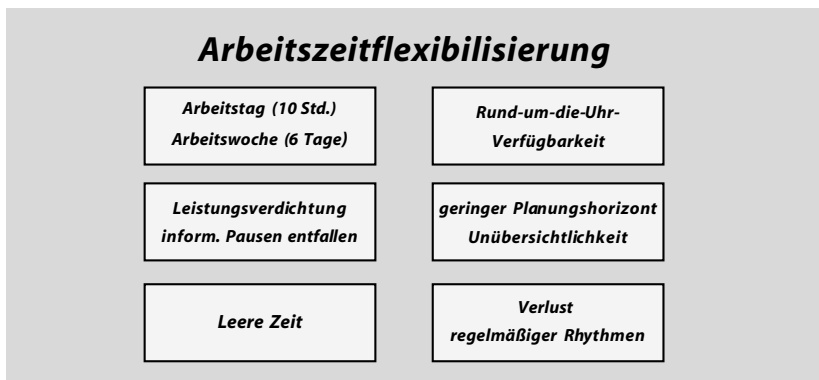 Arbeitszeitflexibilisierung
Arbeitstag (10 Std.)
Arbeitswoche (6 Tage)
Rund-um-die-Uhr-
Verfügbarkeit
Leistungsverdichtung
inform. Pausen entfallen
geringer Planungshorizont
Unübersichtlichkeit
Leere Zeit
Verlust
regelmäßiger Rhythmen